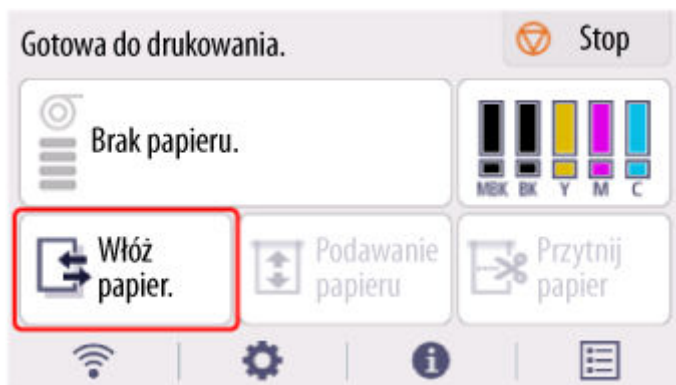 Gotowa do drukowania.
Stop
Brak papieru.
MBK BK Y M C
Włóż
papier.
Podawanie
papieru
Przytnij
papier